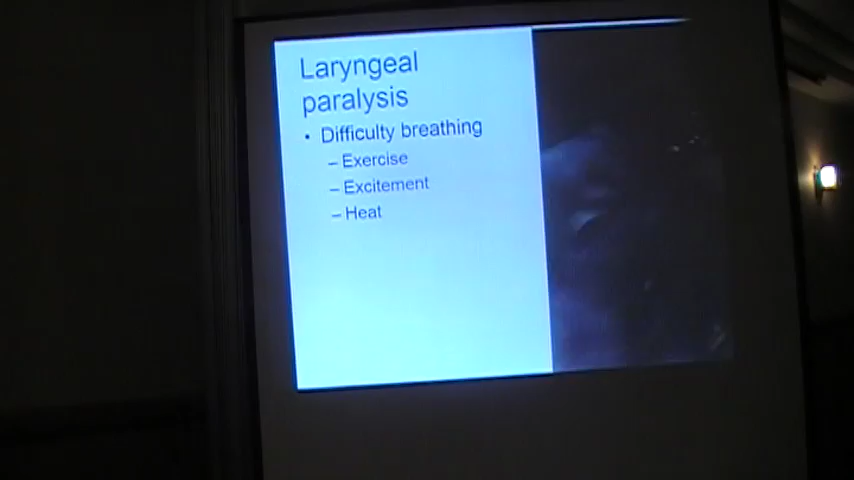 Laryngeal
paralysis
• Difficulty breathing
– Exercise
– Excitement
– Heat